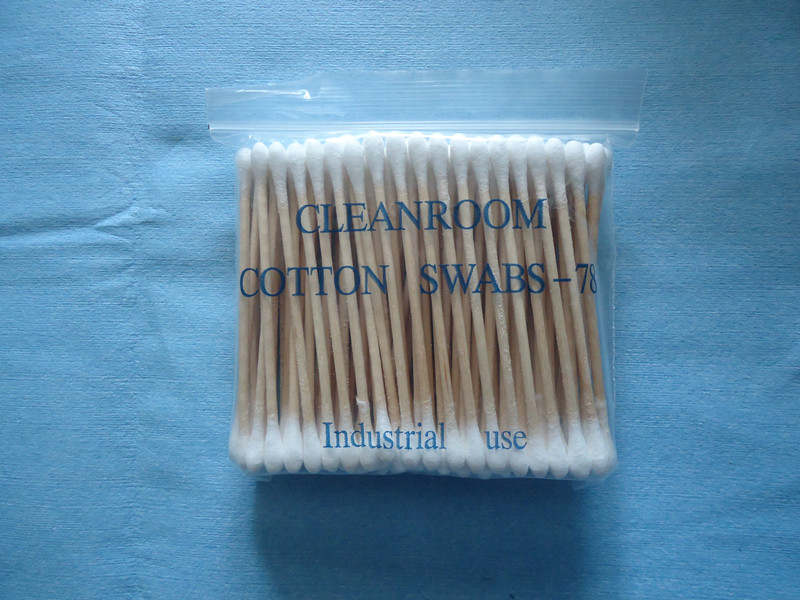 CLEANROOM
COTTON SWABS-78
Industrial use